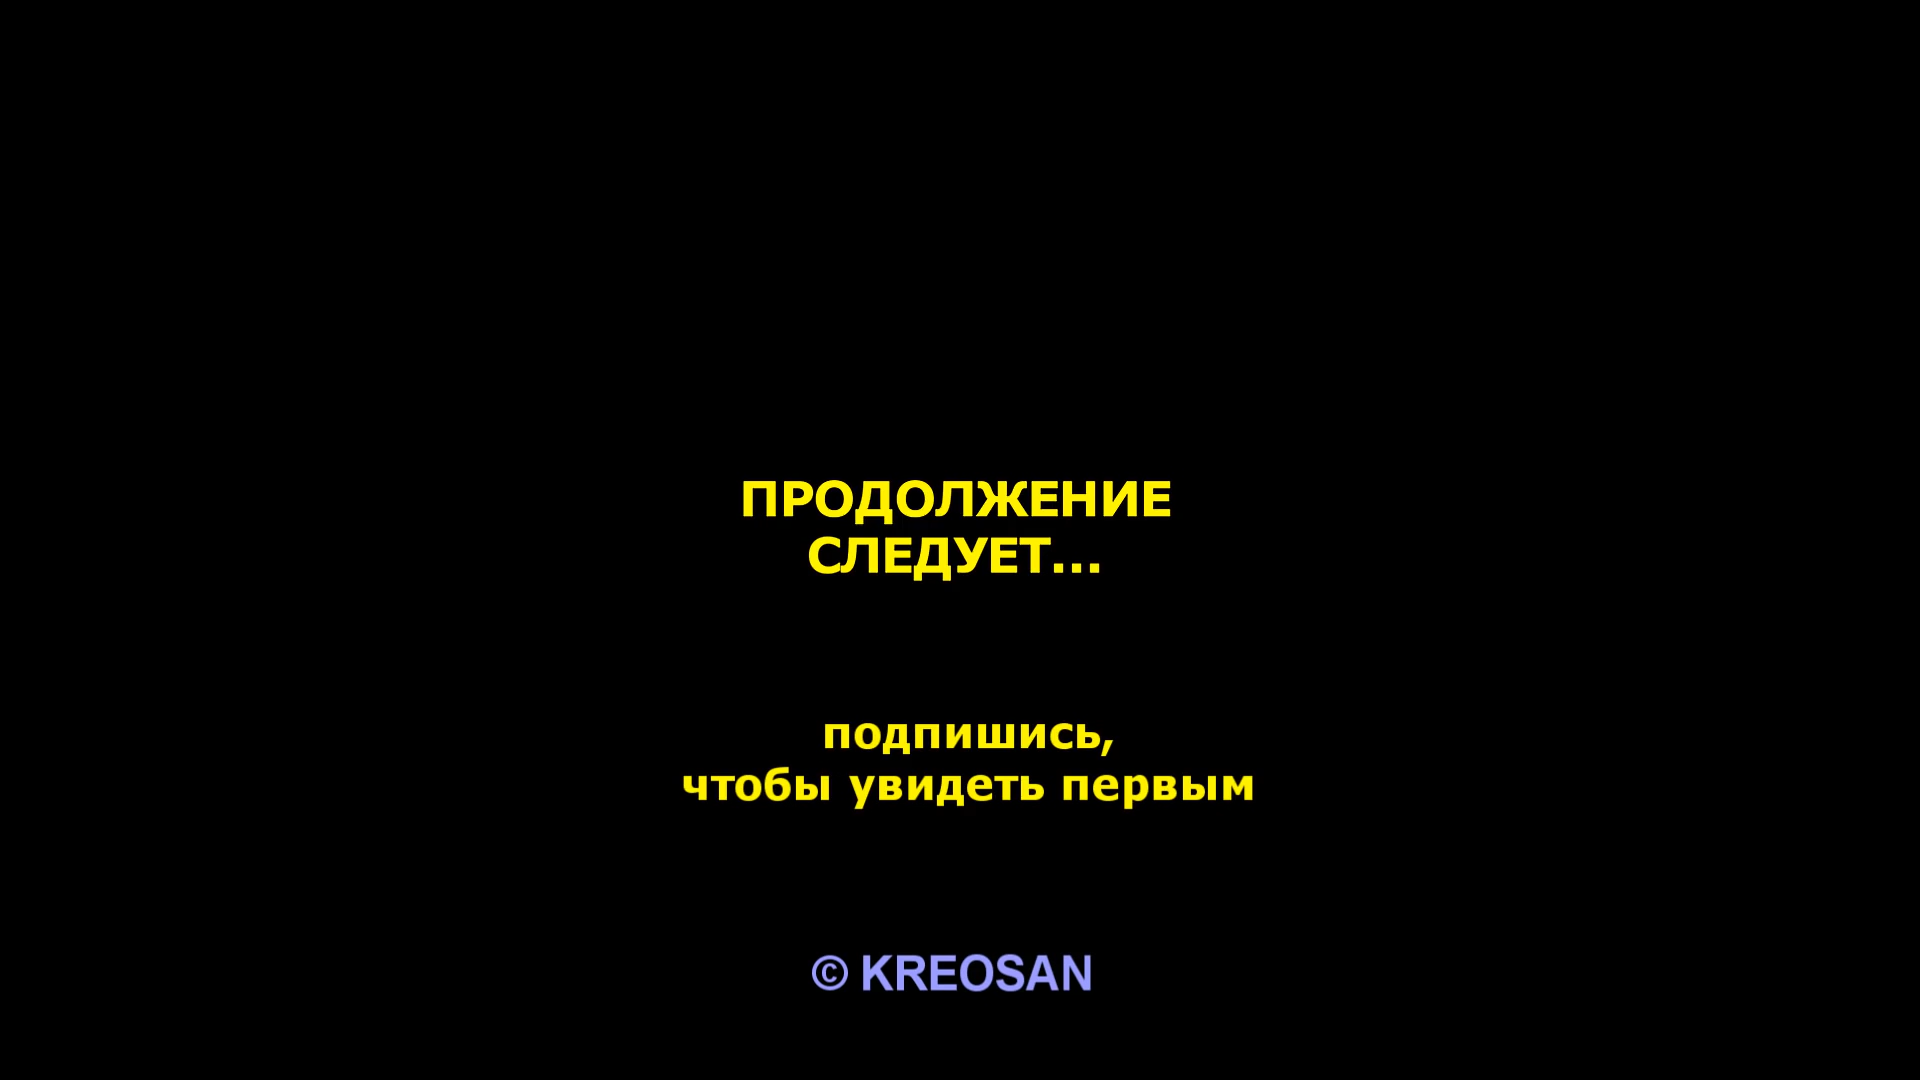 ПРОДОЛЖЕНИЕ
СЛЕДУЕТ...
подпишись,
чтобы увидеть первым
© KREOSAN